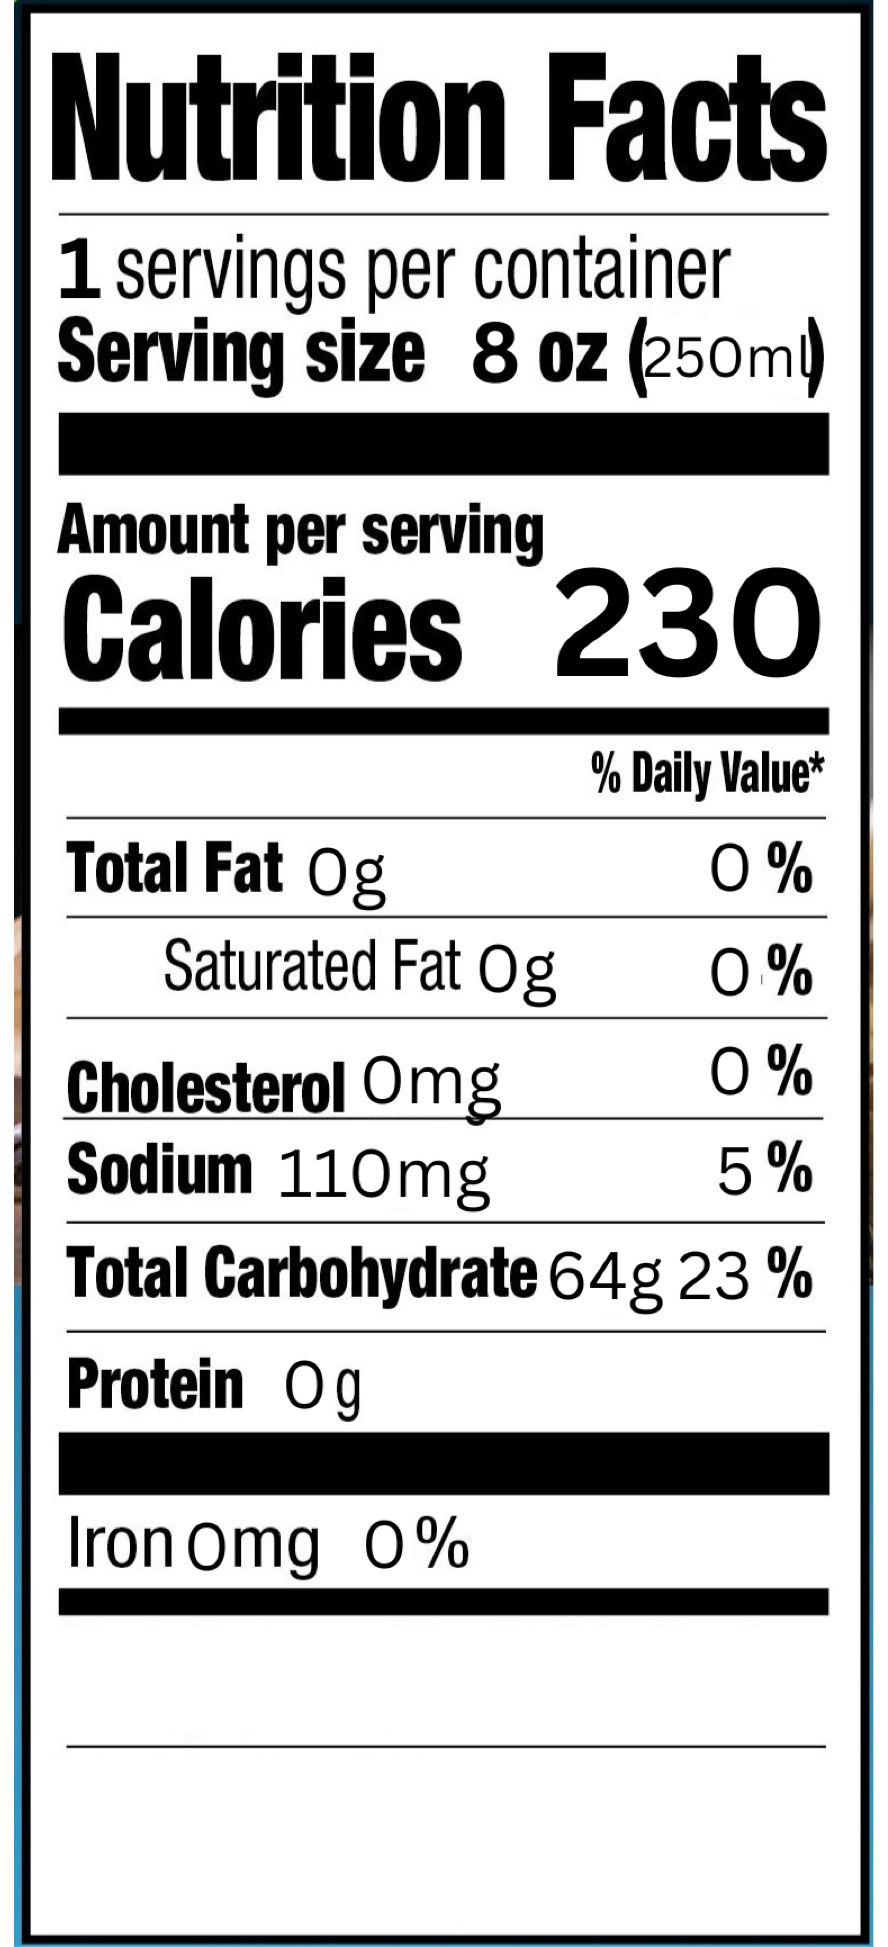 Nutrition Facts
1 servings per container
Serving size 8 oz (250ml)
Amount per serving
Calories 230
% Daily Value*
Total Fat 0g 0 %
Saturated Fat 0g 0 %
Cholesterol 0mg 0 %
Sodium 110mg 5 %
Total Carbohydrate 64g 23 %
Protein 0g
Iron 0mg 0%